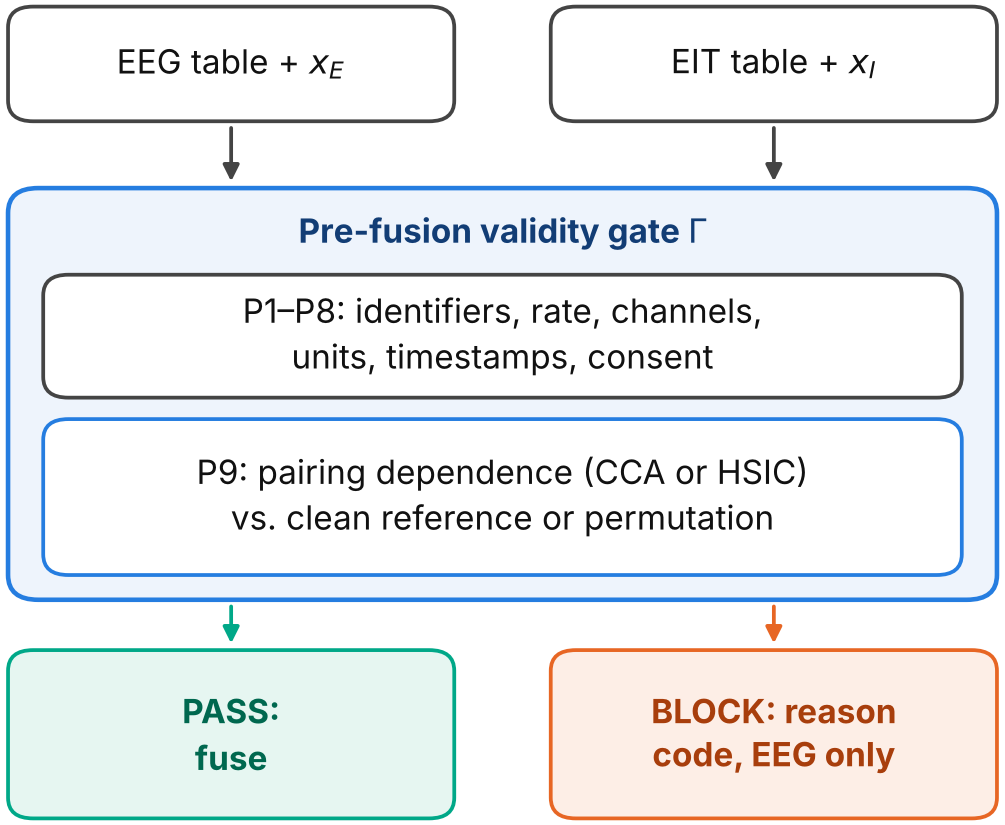 EEG table + x_E
EIT table + x_I
Pre-fusion validity gate Γ
P1–P8: identifiers, rate, channels,
units, timestamps, consent
P9: pairing dependence (CCA or HSIC)
vs. clean reference or permutation
PASS:
fuse
BLOCK: reason
code, EEG only